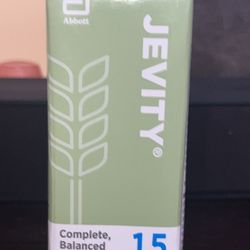 Abbott
JEVITY®
Complete,
Balanced
1.5